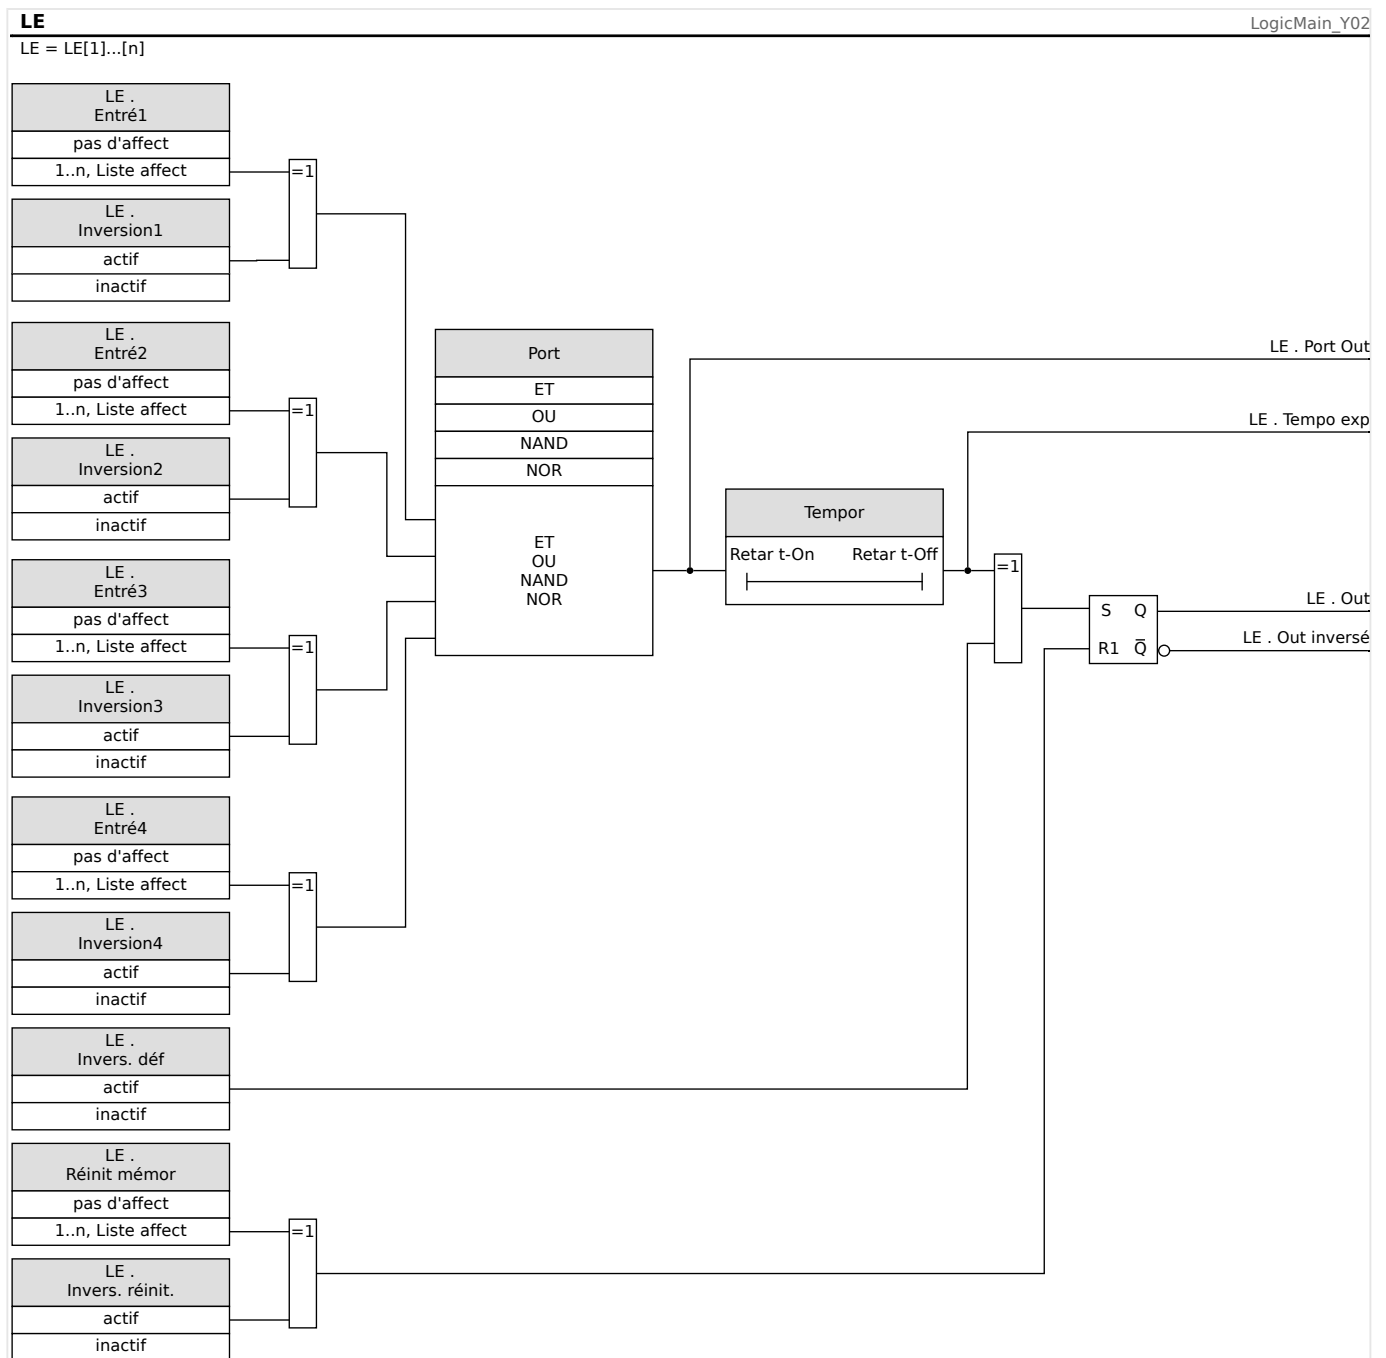 LE
LogicMain_Y02
LE = LE[1]...[n]
LE .
Entré1
pas d'affect
1..n, Liste affect
=1
LE .
Inversion1
actif
inactif
LE .
Entré2
pas d'affect
1..n, Liste affect
=1
LE .
Inversion2
actif
inactif
LE .
Entré3
pas d'affect
1..n, Liste affect
=1
LE .
Inversion3
actif
inactif
LE .
Entré4
pas d'affect
1..n, Liste affect
=1
LE .
Inversion4
actif
inactif
LE .
Invers. déf
actif
inactif
LE .
Réinit mémor
pas d'affect
1..n, Liste affect
=1
LE .
Invers. réinit.
actif
inactif
Port
ET
OU
NAND
NOR
ET
OU
NAND
NOR
Tempor
Retar t-On Retar t-Off
=1
S Q
R1 Q̅
LE . Port Out
LE . Tempo exp
LE . Out
LE . Out inversé